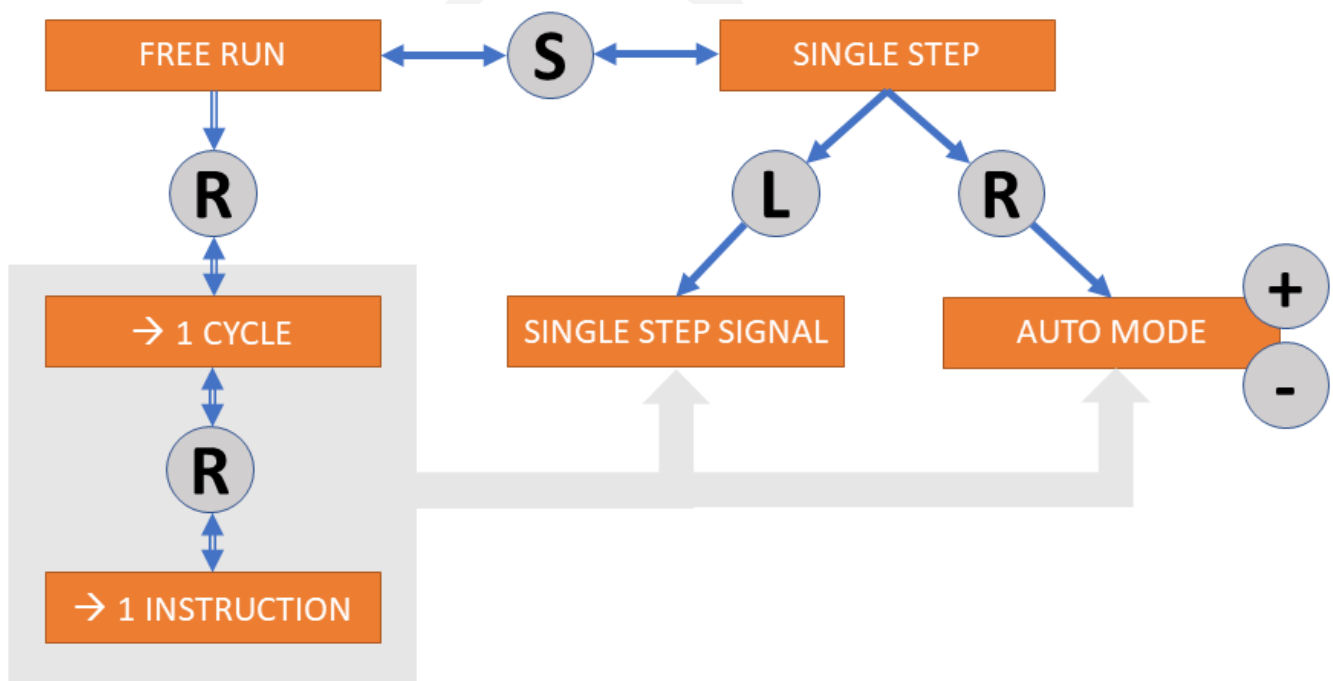 FREE RUN
S
SINGLE STEP
R
L
R
→ 1 CYCLE
SINGLE STEP SIGNAL
AUTO MODE
+
-
R
→ 1 INSTRUCTION